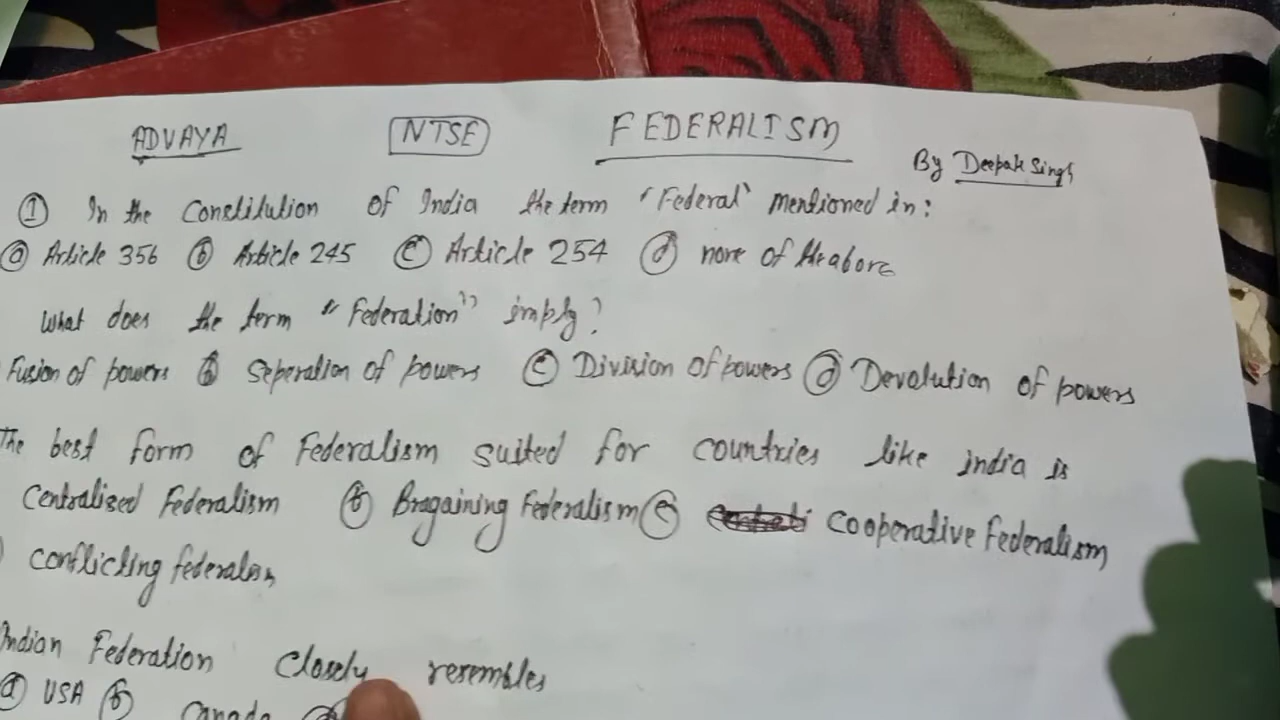 ADVAYA NTSE FEDERALISM
By Deepak Singh
① In the Constitution of India the term "Federal" mentioned in:
ⓐ Article 356 ⓑ Article 245 ⓒ Article 254 ⓓ none of the above
What does the term "Federation" imply?
Fusion of powers ⓑ Seperation of powers ⓒ Division of powers ⓓ Devolution of powers
The best form of Federalism suited for countries like india is
Centralised Federalism ⓑ Bragaining Federalism ⓒ Cooperative Federalism
conflicting federalism
Indian Federation Closely resembles
ⓐ USA ⓑ Canada